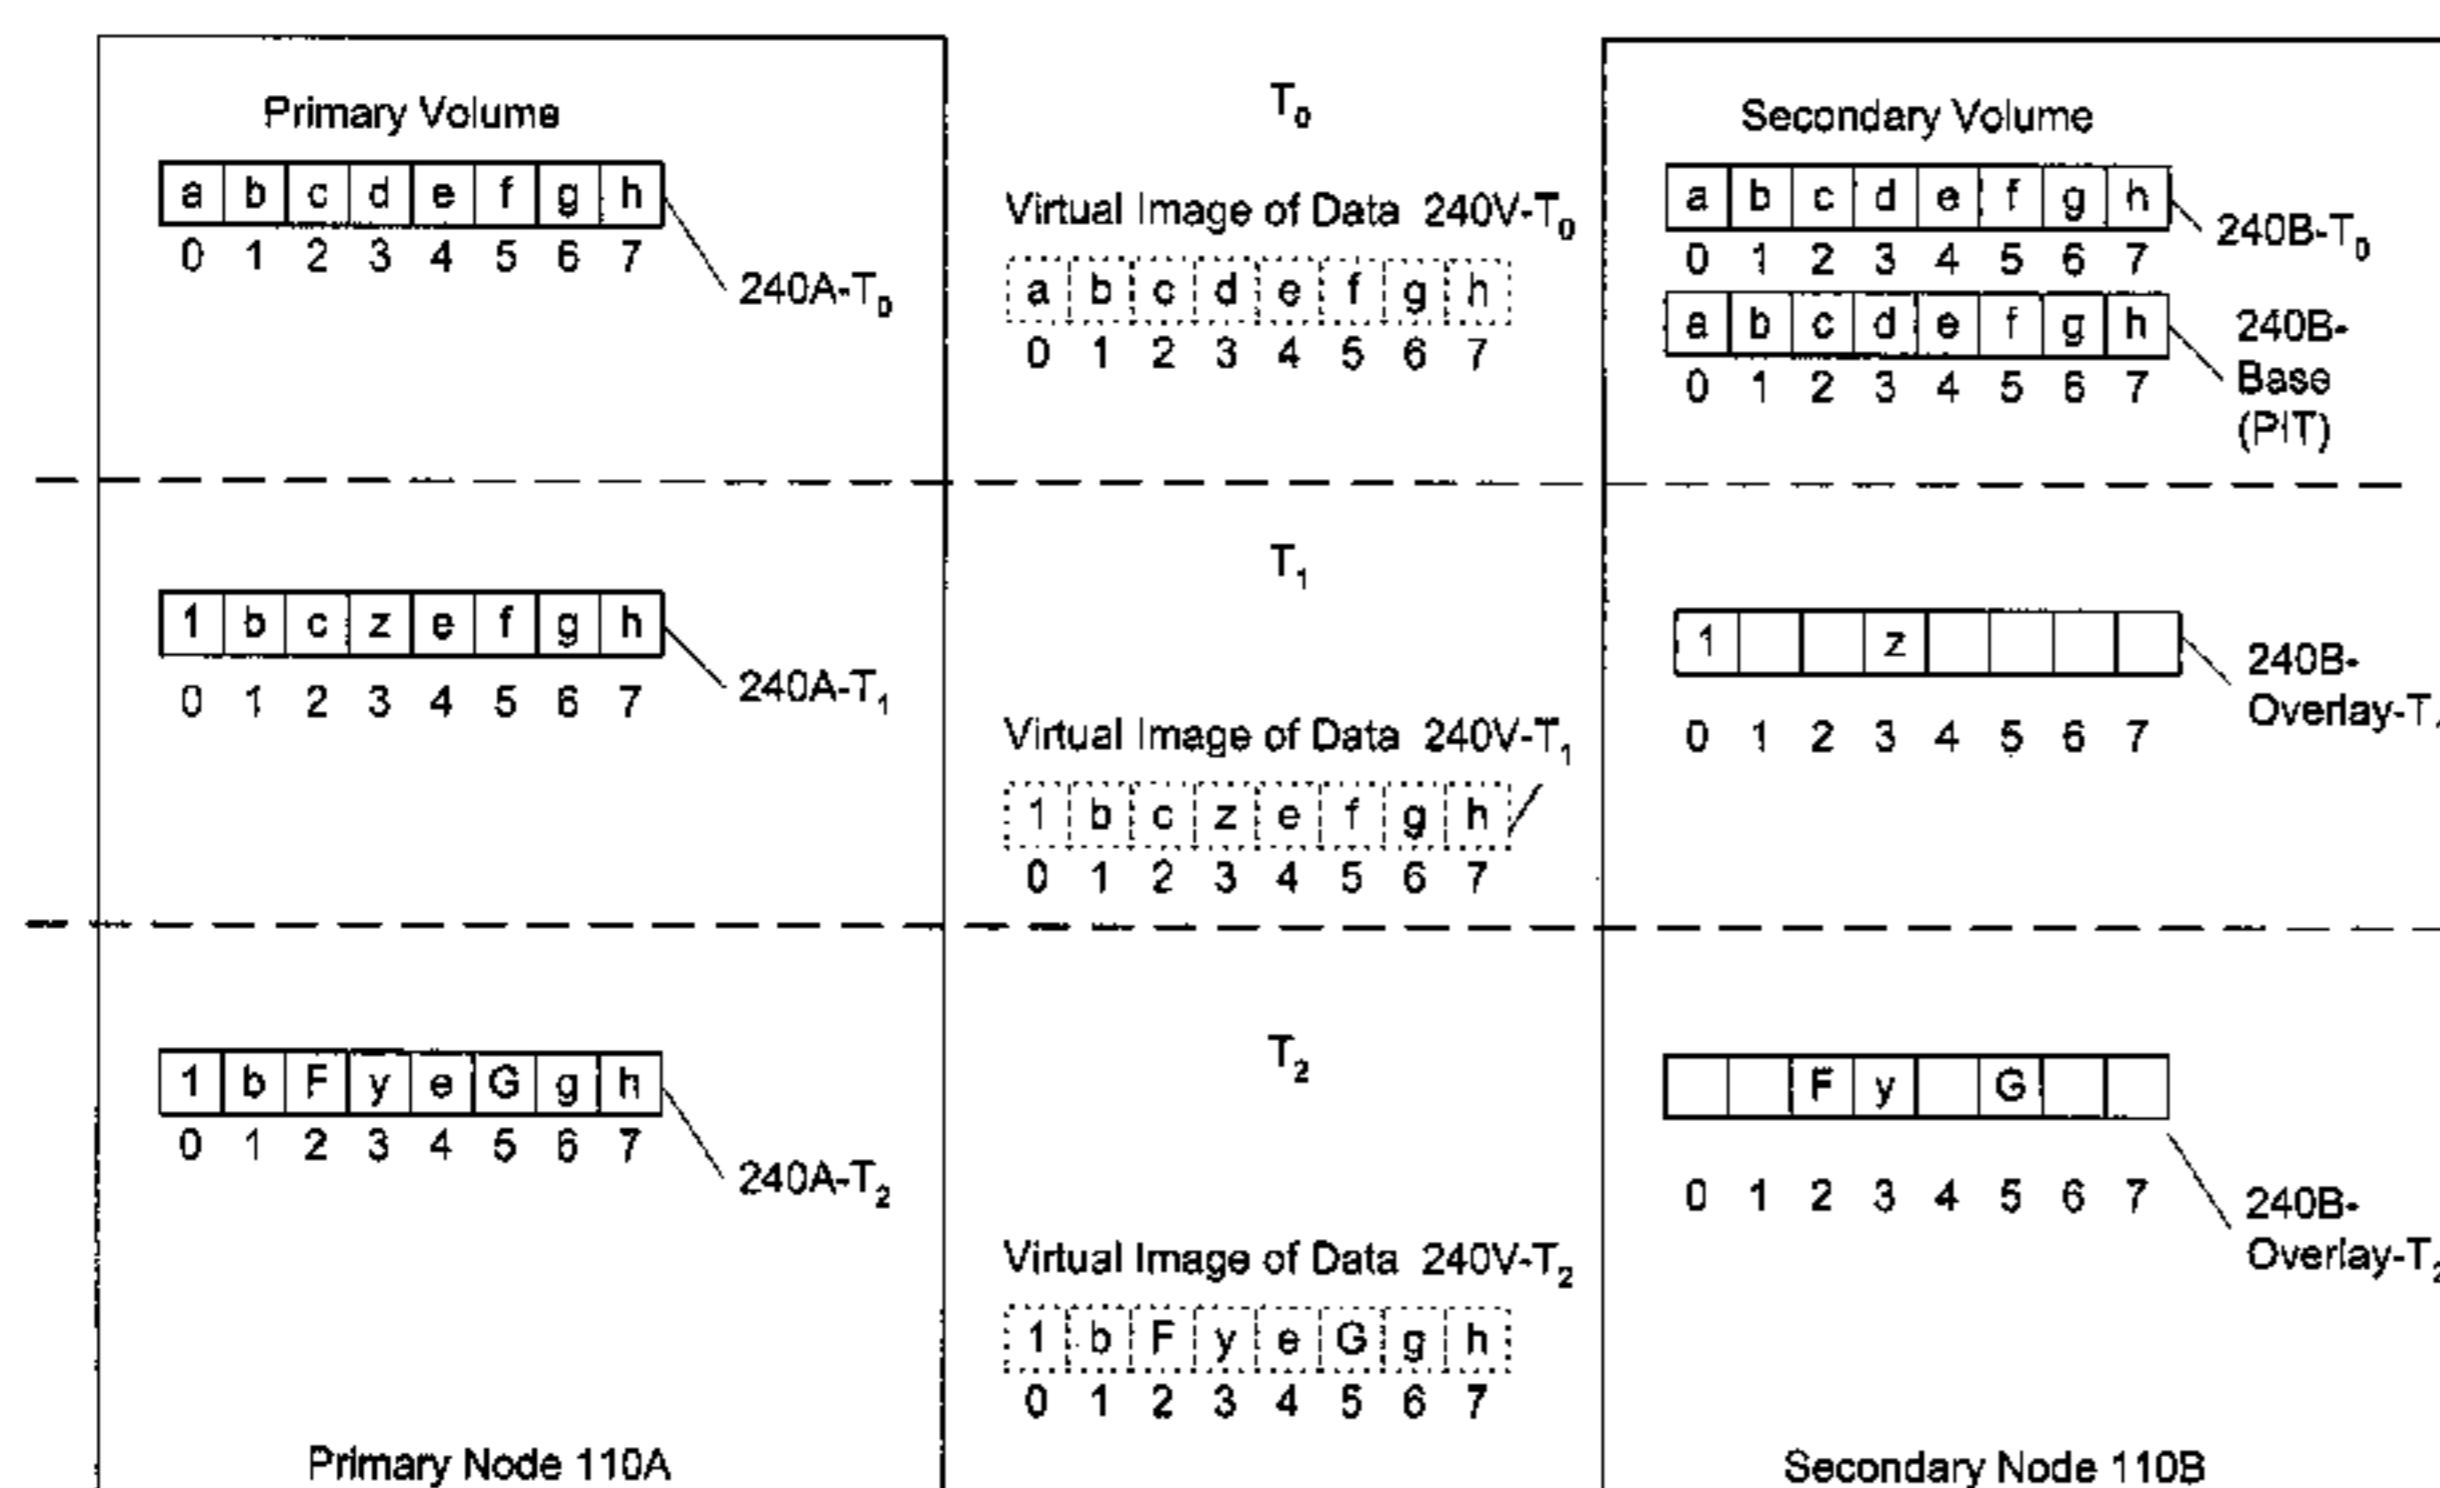 Primary Volume
a b c d e f g h
0 1 2 3 4 5 6 7
240A-T0
T0
Virtual Image of Data 240V-T0
a b c d e f g h
0 1 2 3 4 5 6 7
Secondary Volume
a b c d e f g h
0 1 2 3 4 5 6 7
240B-T0
a b c d e f g h
0 1 2 3 4 5 6 7
240B-
Base
(PIT)
1 b c z e f g h
0 1 2 3 4 5 6 7
240A-T1
T1
Virtual Image of Data 240V-T1
1 b c z e f g h
0 1 2 3 4 5 6 7
1 z
0 1 2 3 4 5 6 7
240B-
Overlay-T1
1 b F y e G g h
0 1 2 3 4 5 6 7
240A-T2
T2
Virtual Image of Data 240V-T2
1 b F y e G g h
0 1 2 3 4 5 6 7
F y G
0 1 2 3 4 5 6 7
240B-
Overlay-T2
Primary Node 110A
Secondary Node 110B